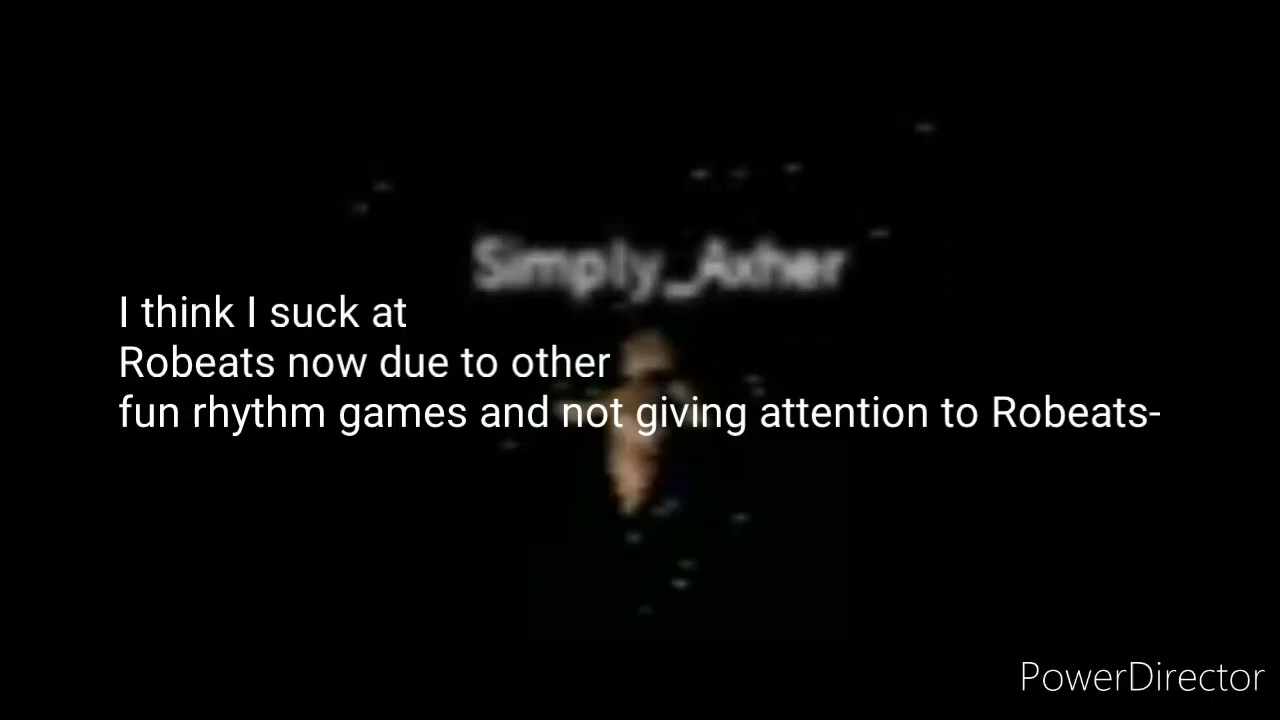 Simply_Axher
I think I suck at
Robeats now due to other
fun rhythm games and not giving attention to Robeats-
PowerDirector